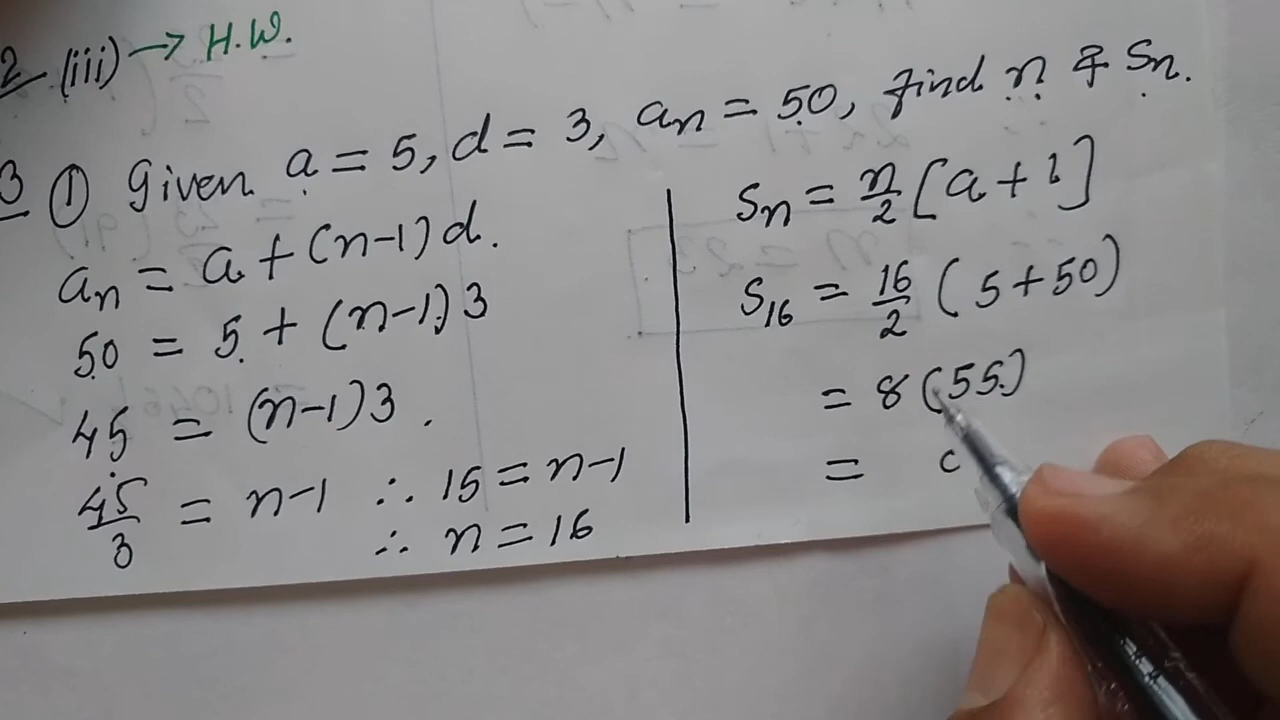 2 (iii) → H.W.
3 ① Given a = 5, d = 3, an = 50, find n & Sn.
an = a + (n-1)d.
50 = 5 + (n-1)3
45 = (n-1)3.
45/3 = n-1 ∴ 15 = n-1
∴ n = 16
Sn = n/2 [a + l]
S16 = 16/2 (5+50)
= 8(55)
=